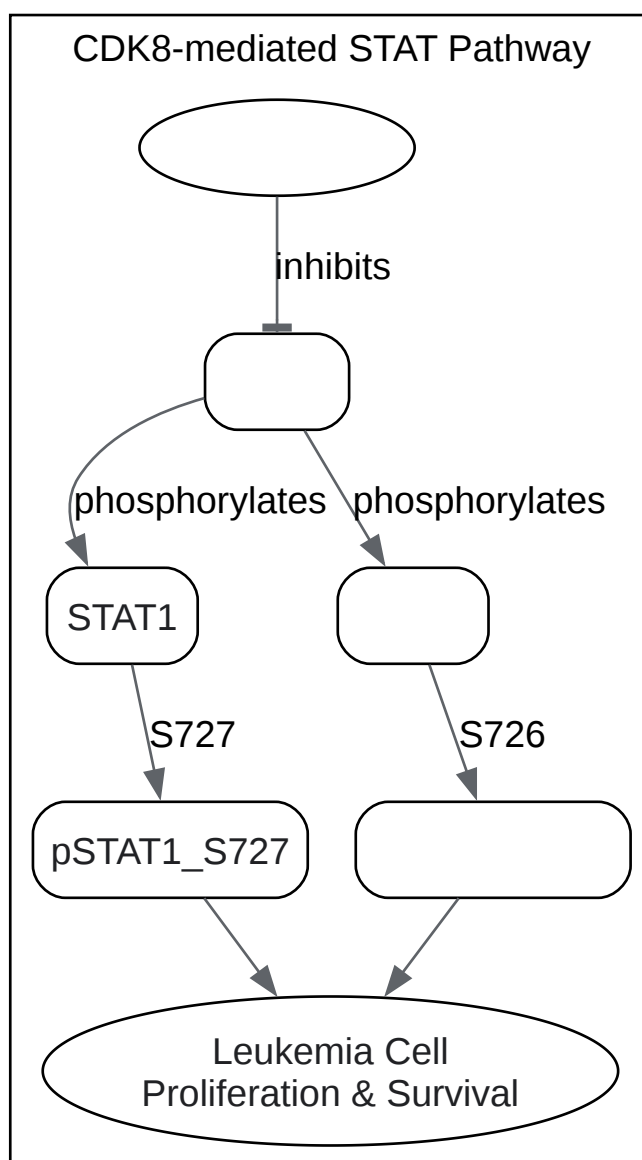 CDK8-mediated STAT Pathway
inhibits
phosphorylates
phosphorylates
STAT1
S727
S726
pSTAT1_S727
Leukemia Cell
Proliferation & Survival